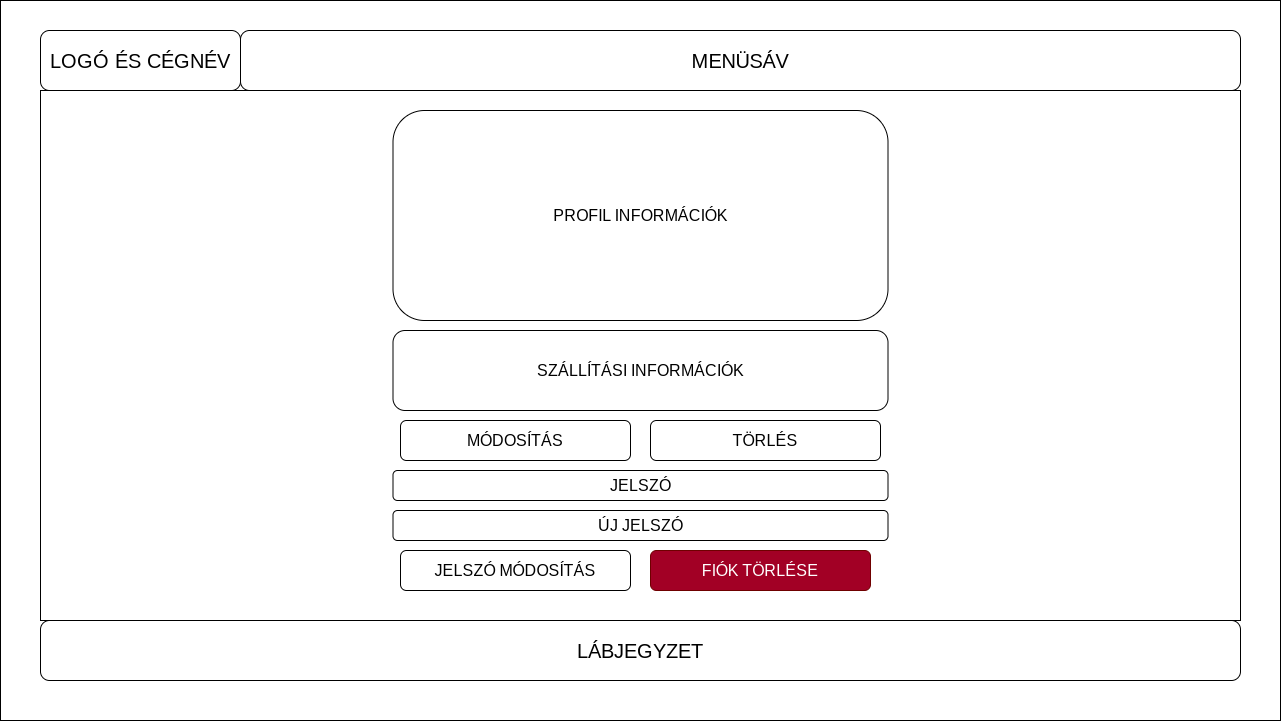 LOGÓ ÉS CÉGNÉV
MENÜSÁV
PROFIL INFORMÁCIÓK
SZÁLLÍTÁSI INFORMÁCIÓK
MÓDOSÍTÁS
TÖRLÉS
JELSZÓ
ÚJ JELSZÓ
JELSZÓ MÓDOSÍTÁS
FIÓK TÖRLÉSE
LÁBJEGYZET